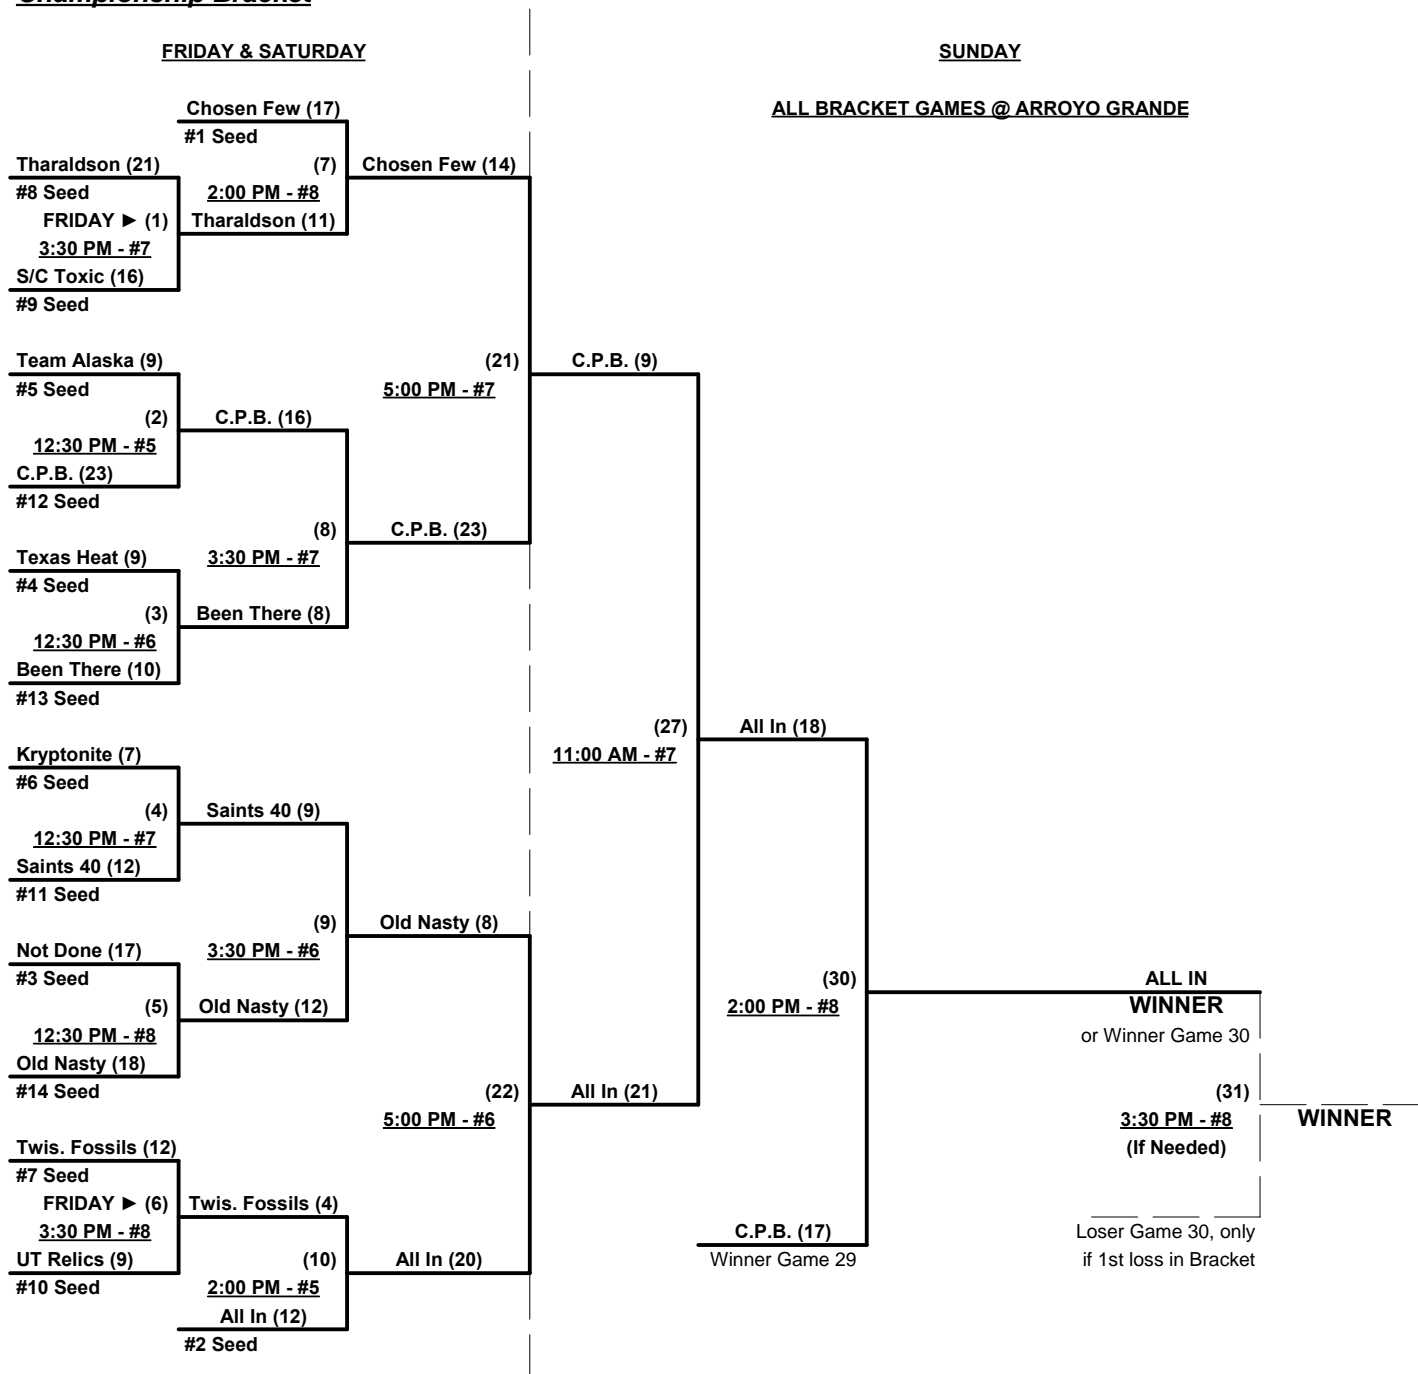 Championship Bracket
FRIDAY & SATURDAY
SUNDAY
Chosen Few (17)
ALL BRACKET GAMES @ ARROYO GRANDE
#1 Seed
Tharaldson (21)
(7)
Chosen Few (14)
#8 Seed
2:00 PM - #8
FRIDAY ► (1)
Tharaldson (11)
3:30 PM - #7
S/C Toxic (16)
#9 Seed
Team Alaska (9)
(21)
C.P.B. (9)
#5 Seed
5:00 PM - #7
(2)
C.P.B. (16)
12:30 PM - #5
C.P.B. (23)
#12 Seed
(8)
C.P.B. (23)
Texas Heat (9)
3:30 PM - #7
#4 Seed
(3)
Been There (8)
12:30 PM - #6
Been There (10)
#13 Seed
(27)
All In (18)
Kryptonite (7)
11:00 AM - #7
#6 Seed
(4)
Saints 40 (9)
12:30 PM - #7
Saints 40 (12)
#11 Seed
(9)
Old Nasty (8)
Not Done (17)
3:30 PM - #6
#3 Seed
(30)
ALL IN
(5)
Old Nasty (12)
2:00 PM - #8
WINNER
12:30 PM - #8
or Winner Game 30
Old Nasty (18)
#14 Seed
(22)
All In (21)
(31)
5:00 PM - #6
3:30 PM - #8
WINNER
Twis. Fossils (12)
(If Needed)
#7 Seed
FRIDAY ► (6)
Twis. Fossils (4)
3:30 PM - #8
C.P.B. (17)
Loser Game 30, only
UT Relics (9)
(10)
All In (20)
Winner Game 29
if 1st loss in Bracket
#10 Seed
2:00 PM - #5
All In (12)
#2 Seed